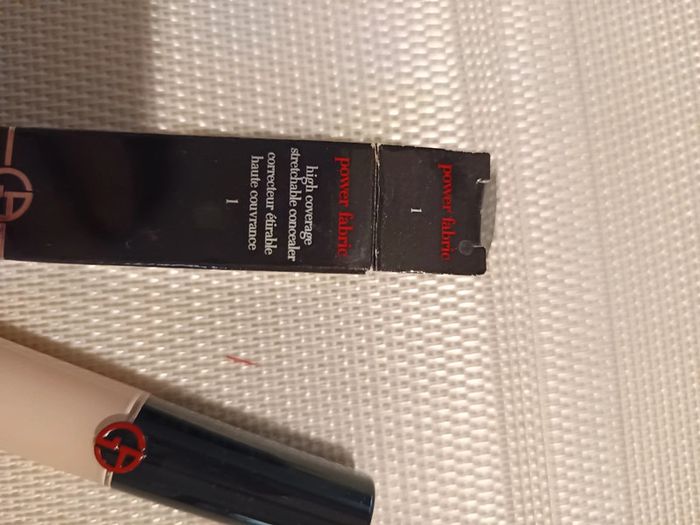 power fabric
1
power fabric
high coverage
stretchable concealer
correcteur étirable
haute couvrance
1